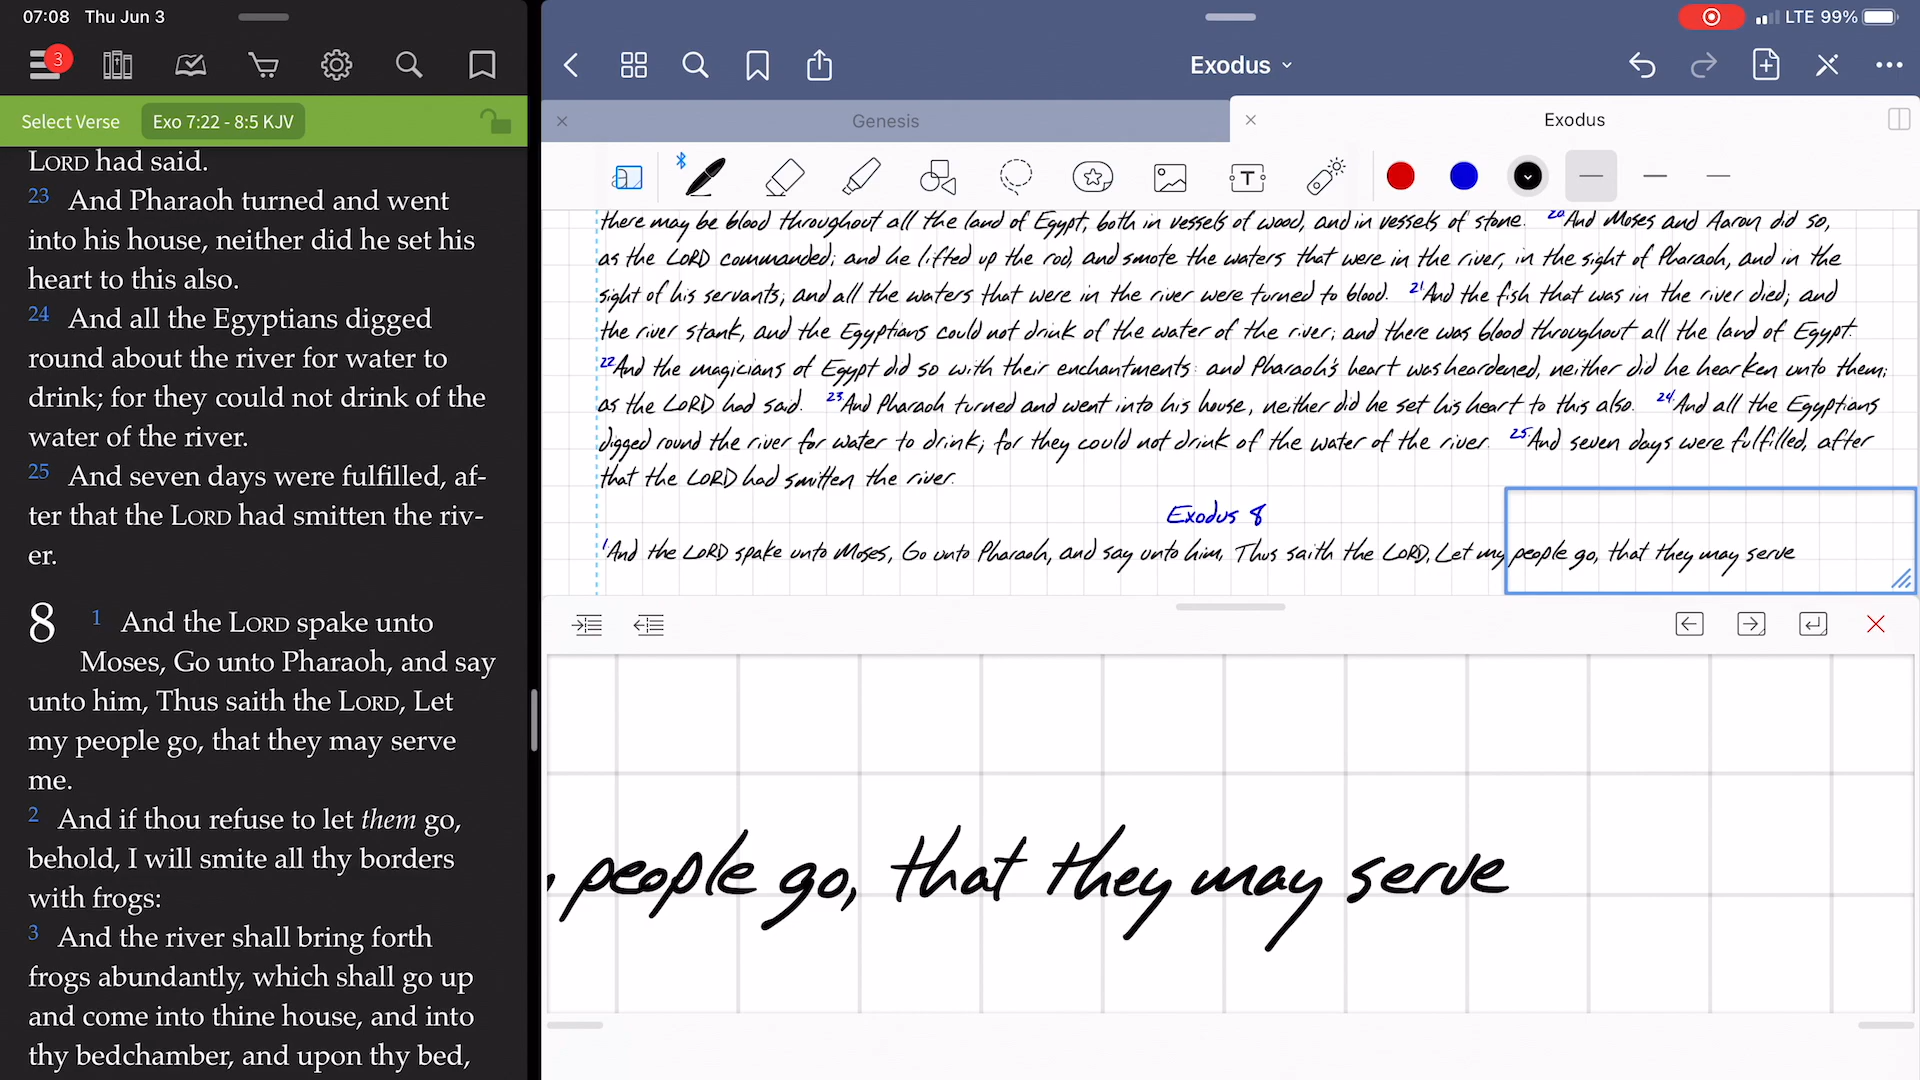 07:08 Thu Jun 3
LTE 99%
3
Exodus
Select Verse Exo 7:22 - 8:5 KJV
Genesis
Exodus
T
LORD had said.
23 And Pharaoh turned and went
into his house, neither did he set his
heart to this also.
24 And all the Egyptians digged
round about the river for water to
drink; for they could not drink of the
water of the river.
25 And seven days were fulfilled, af-
ter that the LORD had smitten the riv-
er.
8 1 And the LORD spake unto
Moses, Go unto Pharaoh, and say
unto him, Thus saith the LORD, Let
my people go, that they may serve
me.
2 And if thou refuse to let them go,
behold, I will smite all thy borders
with frogs:
3 And the river shall bring forth
frogs abundantly, which shall go up
and come into thine house, and into
thy bedchamber, and upon thy bed,
there may be blood throughout all the land of Egypt, both in vessels of wood, and in vessels of stone. 20 And Moses and Aaron did so,
as the LORD commanded; and he lifted up the rod, and smote the waters that were in the river, in the sight of Pharaoh, and in the
sight of his servants; and all the waters that were in the river were turned to blood. 21 And the fish that was in the river died; and
the river stank, and the Egyptians could not drink of the water of the river; and there was blood throughout all the land of Egypt.
22 And the magicians of Egypt did so with their enchantments: and Pharaoh's heart was heardened, neither did he hearken unto them;
as the LORD had said. 23 And Pharaoh turned and went into his house, neither did he set his heart to this also. 24 And all the Egyptians
digged round the river for water to drink; for they could not drink of the water of the river. 25 And seven days were fulfilled, after
that the LORD had smitten the river.
Exodus 8
1 And the LORD spake unto Moses, Go unto Pharaoh, and say unto him, Thus saith the LORD, Let my people go, that they may serve
people go, that they may serve